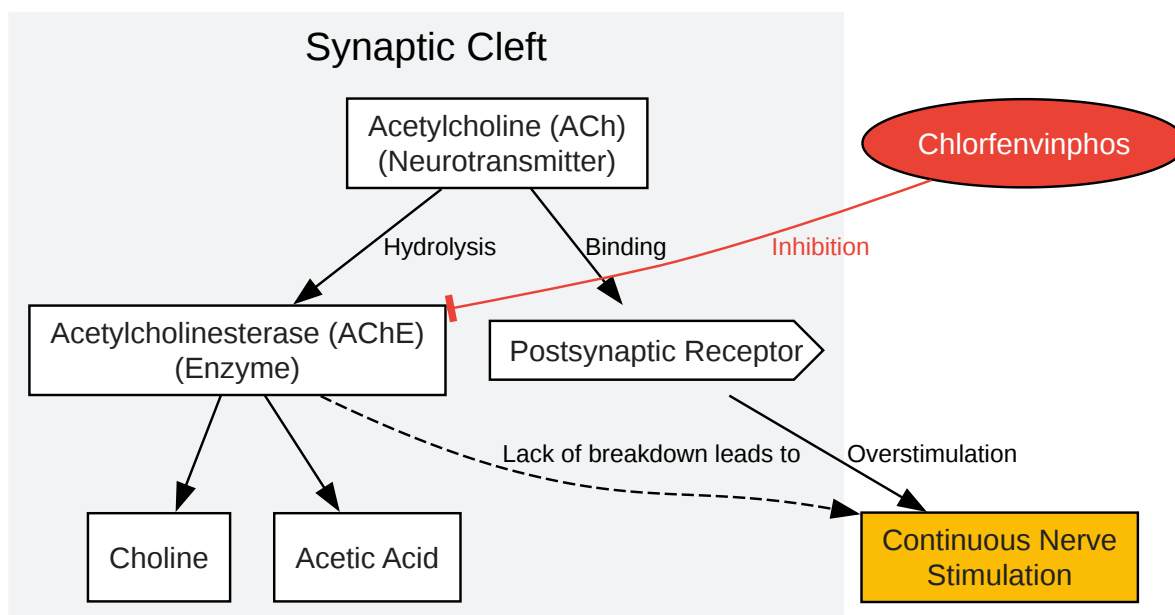 Synaptic Cleft
Acetylcholine (ACh)
(Neurotransmitter)
Chlorfenvinphos
Hydrolysis
Binding
Inhibition
Acetylcholinesterase (AChE)
(Enzyme)
Postsynaptic Receptor
Lack of breakdown leads to
Overstimulation
Choline
Acetic Acid
Continuous Nerve
Stimulation